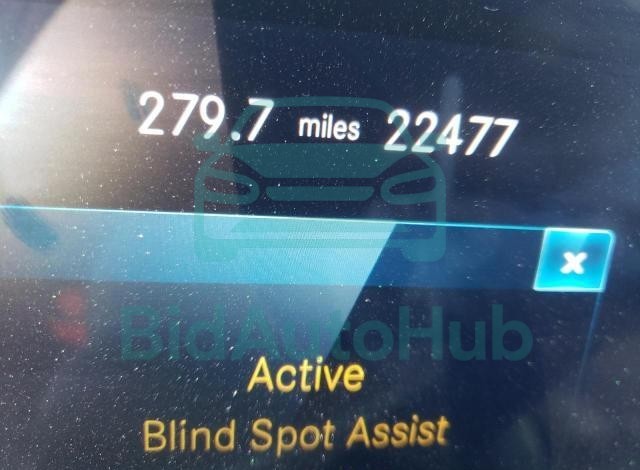 279.7 miles 22477
x
BidAutoHub
Active
Blind Spot Assist